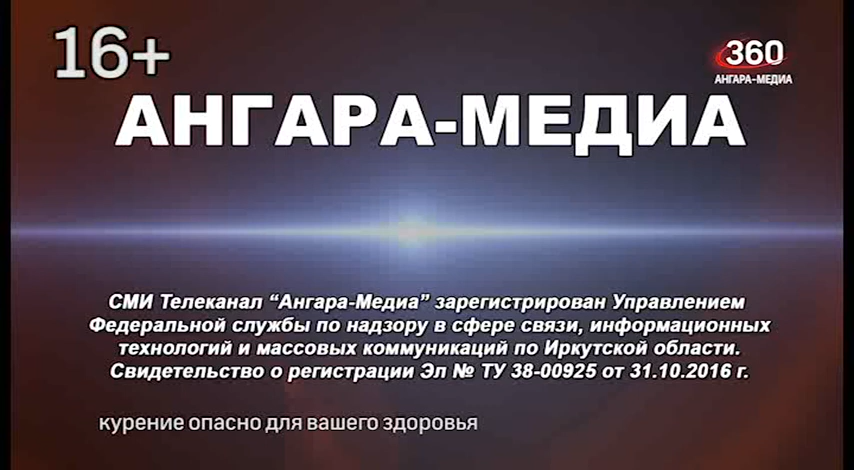 16+
360
АНГАРА-МЕДИА
АНГАРА-МЕДИА
СМИ Телеканал “Ангара-Медиа” зарегистрирован Управлением
Федеральной службы по надзору в сфере связи, информационных
технологий и массовых коммуникаций по Иркутской области.
Свидетельство о регистрации Эл № ТУ 38-00925 от 31.10.2016 г.
курение опасно для вашего здоровья